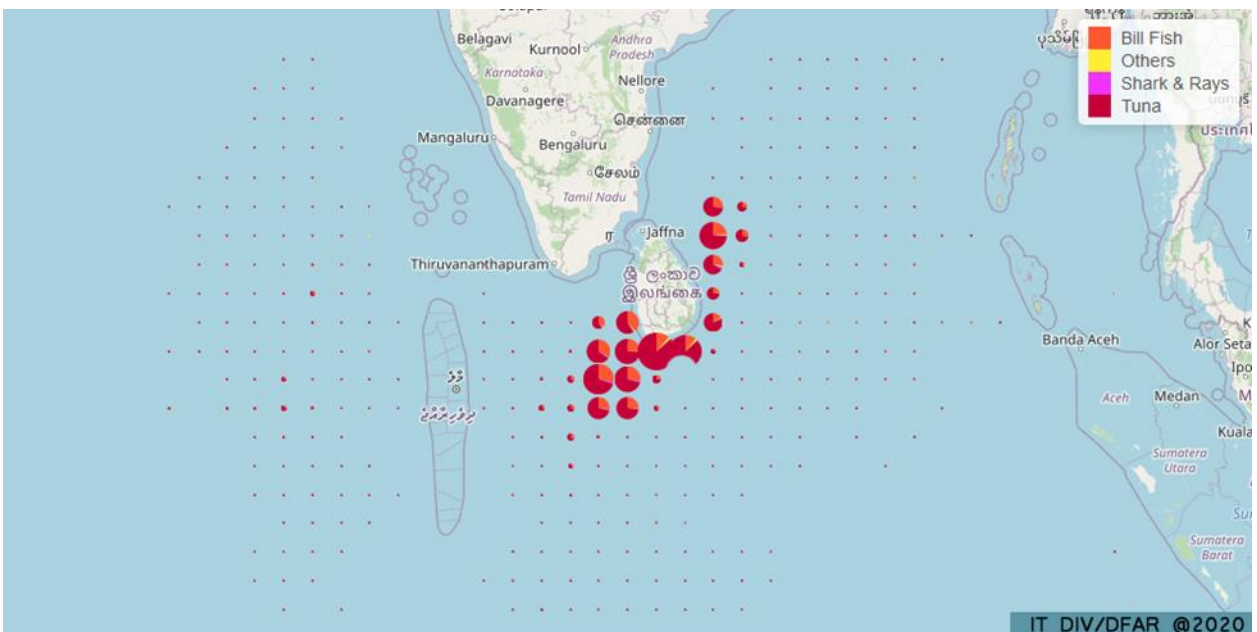 Belagavi
Kurnool
Andhra
Pradesh
Karnataka
Nellore
Davanagere
சென்னை
Mangaluru
Bengaluru
சேலம்
Tamil Nadu
Jaffna
Thiruvananthapuram
ශ්‍රී ලංකාව
இலங்கை
މާލެ
ދިވެހިރާއްޖެ
Bill Fish
Others
Shark & Rays
Tuna
Banda Aceh
Alor Seta
Ipo
Aceh
Medan
Kuala
Sumatera
Utara
Sumatera
Barat
IT DIV/DFAR @2020